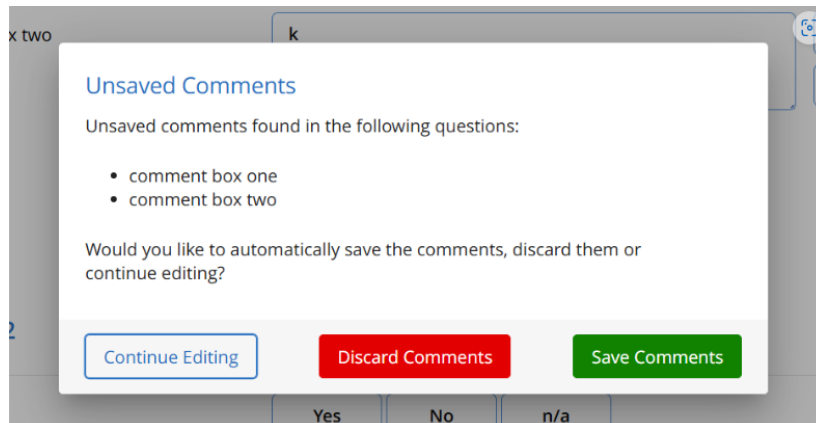 x two
k
Unsaved Comments
Unsaved comments found in the following questions:
• comment box one
• comment box two
Would you like to automatically save the comments, discard them or
continue editing?
2
Continue Editing Discard Comments Save Comments
Yes No n/a